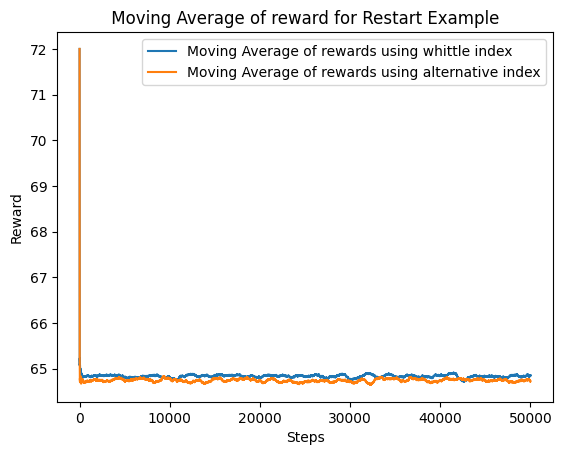 Moving Average of reward for Restart Example
Moving Average of rewards using whittle index
Moving Average of rewards using alternative index
72
71
70
69
68
67
66
65
Reward
0 10000 20000 30000 40000 50000
Steps